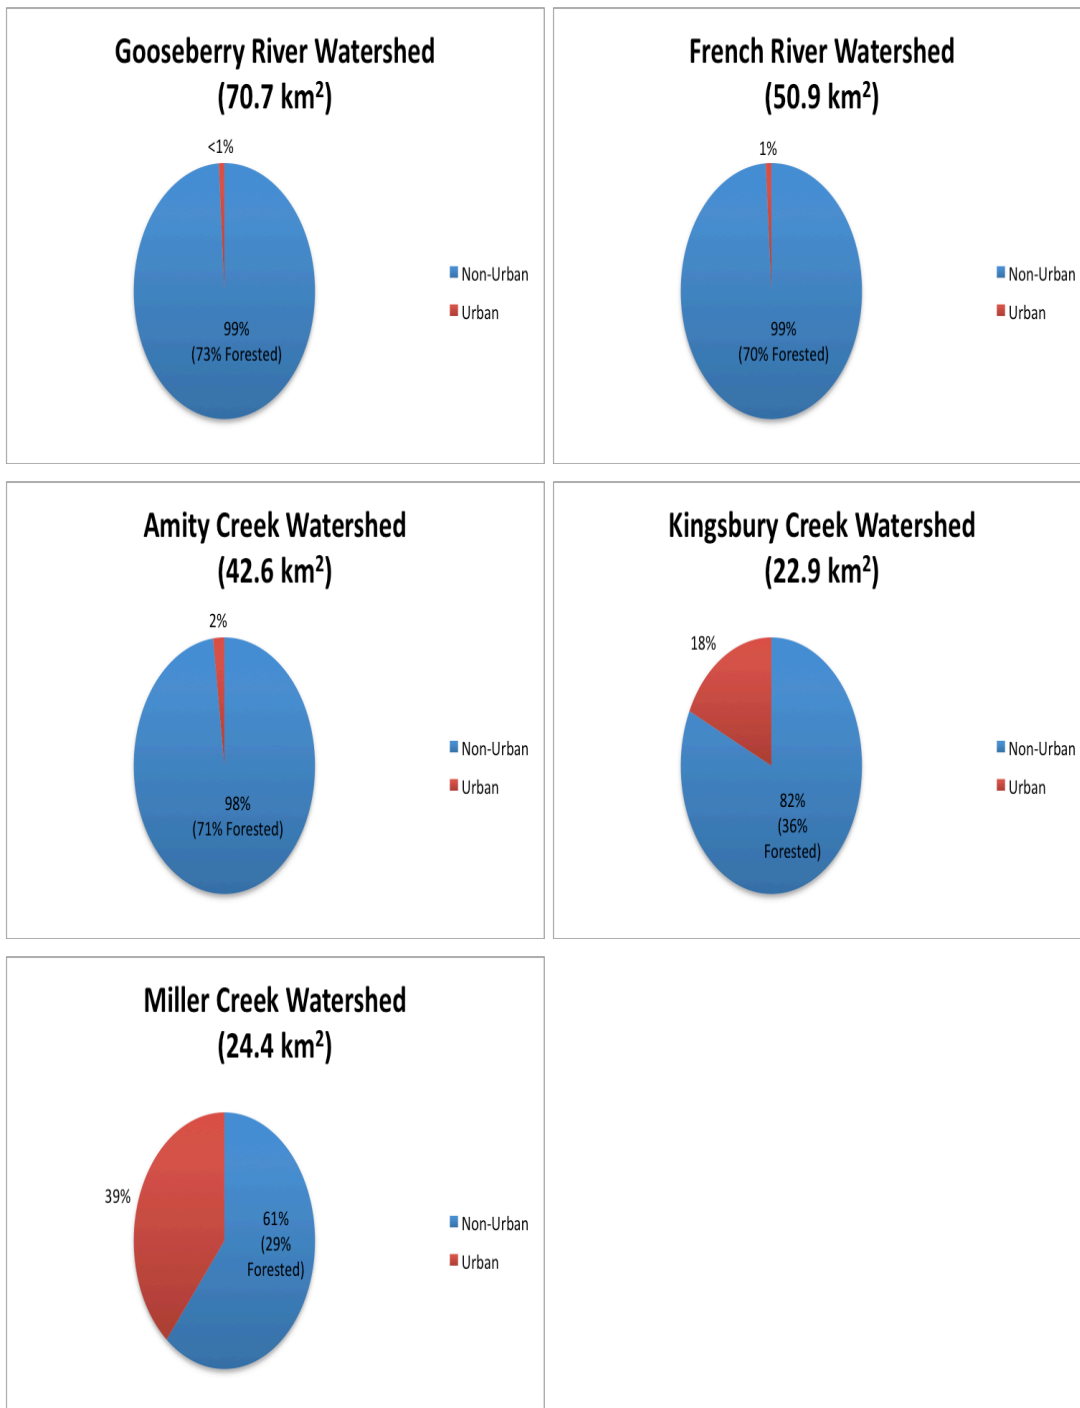 Gooseberry River Watershed
(70.7 km²)
<1%
99%
(73% Forested)
Non-Urban
Urban
French River Watershed
(50.9 km²)
1%
99%
(70% Forested)
Non-Urban
Urban
Amity Creek Watershed
(42.6 km²)
2%
98%
(71% Forested)
Non-Urban
Urban
Kingsbury Creek Watershed
(22.9 km²)
18%
82%
(36%
Forested)
Non-Urban
Urban
Miller Creek Watershed
(24.4 km²)
39%
61%
(29%
Forested)
Non-Urban
Urban